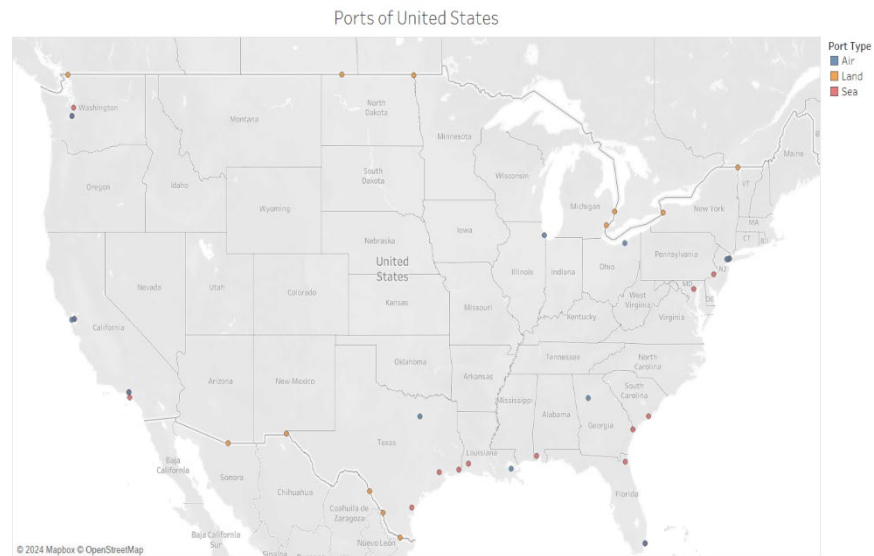 Ports of United States
Port Type
Air
Land
Sea
Washington
Montana
North
Dakota
Minnesota
Maine
Oregon
Idaho
South
Dakota
Wisconsin
Michigan
VT
New York
Wyoming
MA
CT
RI
Iowa
Nebraska
Pennsylvania
NJ
Nevada
Utah
Colorado
United
States
Kansas
Illinois
Indiana
Ohio
MD
DE
West
Virginia
Virginia
Missouri
Kentucky
California
Oklahoma
Arkansas
Tennessee
North
Carolina
South
Carolina
Arizona
New Mexico
Mississippi
Alabama
Georgia
Texas
Louisiana
Baja
California
Sonora
Chihuahua
Coahuila de
Zaragoza
Florida
Baja California
Sur
Sinaloa
Nuevo León
© 2024 Mapbox © OpenStreetMap